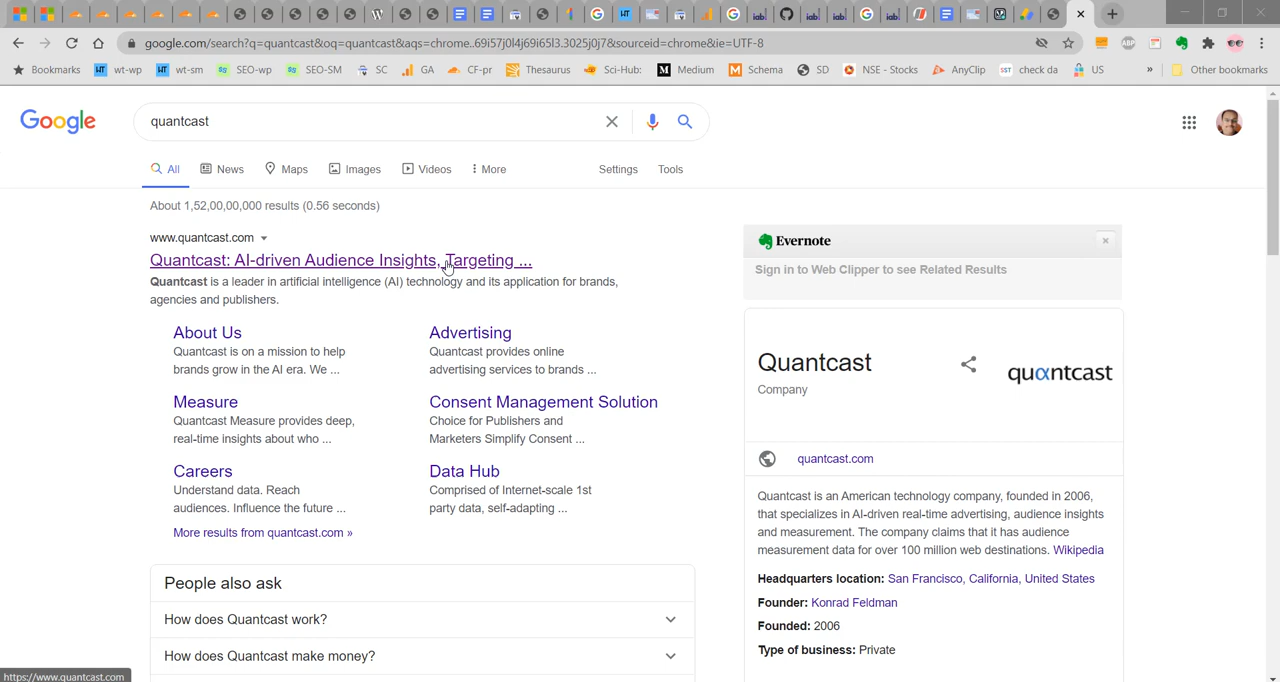 google.com/search?q=quantcast&oq=quantcast&aqs=chrome..69i57j0l4j69i65l3.3025j0j7&sourceid=chrome&ie=UTF-8
Bookmarks wt-wp wt-sm SEO-wp SEO-SM SC GA CF-pr Thesaurus Sci-Hub: Medium Schema SD NSE - Stocks AnyClip check da US » Other bookmarks
Google
quantcast
All News Maps Images Videos More Settings Tools
About 1,52,00,00,000 results (0.56 seconds)
www.quantcast.com
Quantcast: AI-driven Audience Insights, Targeting ...
Quantcast is a leader in artificial intelligence (AI) technology and its application for brands,
agencies and publishers.
About Us
Quantcast is on a mission to help
brands grow in the AI era. We ...
Advertising
Quantcast provides online
advertising services to brands ...
Measure
Quantcast Measure provides deep,
real-time insights about who ...
Consent Management Solution
Choice for Publishers and
Marketers Simplify Consent ...
Careers
Understand data. Reach
audiences. Influence the future ...
Data Hub
Comprised of Internet-scale 1st
party data, self-adapting ...
More results from quantcast.com »
People also ask
How does Quantcast work?
How does Quantcast make money?
Evernote
Sign in to Web Clipper to see Related Results
Quantcast
Company
quantcast
quantcast.com
Quantcast is an American technology company, founded in 2006,
that specializes in AI-driven real-time advertising, audience insights
and measurement. The company claims that it has audience
measurement data for over 100 million web destinations. Wikipedia
Headquarters location: San Francisco, California, United States
Founder: Konrad Feldman
Founded: 2006
Type of business: Private
https://www.quantcast.com